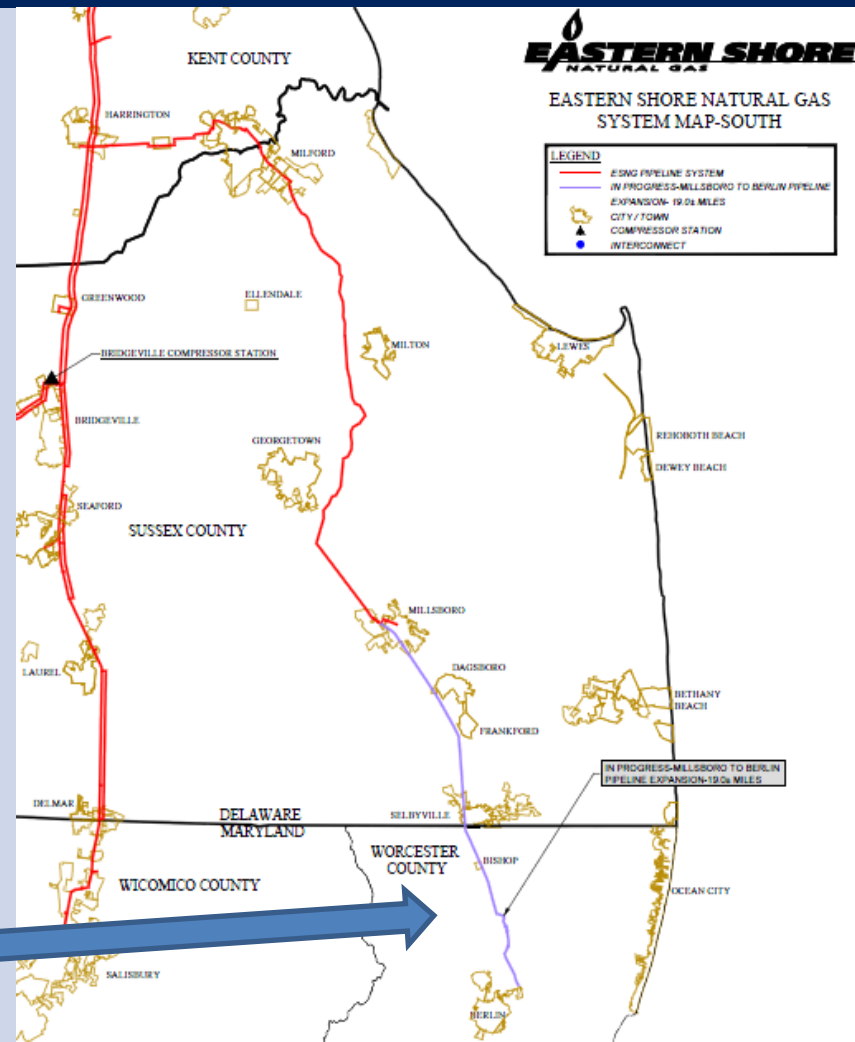 EASTERN SHORE
NATURAL GAS
EASTERN SHORE NATURAL GAS
SYSTEM MAP-SOUTH
LEGEND
ESNG PIPELINE SYSTEM
IN PROGRESS-MILLSBORO TO BERLIN PIPELINE
EXPANSION- 19.0± MILES
CITY / TOWN
COMPRESSOR STATION
INTERCONNECT
KENT COUNTY
HARRINGTON
MILFORD
GREENWOOD
ELLENDALE
MILTON
LEWES
BRIDGEVILLE COMPRESSOR STATION
BRIDGEVILLE
GEORGETOWN
REHOBOTH BEACH
DEWEY BEACH
SEAFORD
SUSSEX COUNTY
MILLSBORO
LAUREL
DAGSBORO
BETHANY
BEACH
FRANKFORD
IN PROGRESS-MILLSBORO TO BERLIN
PIPELINE EXPANSION-19.0± MILES
DELMAR
DELAWARE
MARYLAND
SELBYVILLE
WORCESTER
COUNTY
BISHOP
WICOMICO COUNTY
OCEAN CITY
SALISBURY
BERLIN